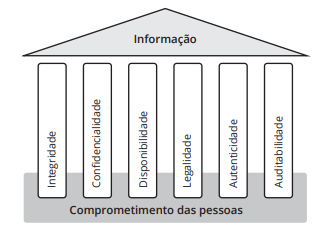 Informação
Integridade
Confidencialidade
Disponibilidade
Legalidade
Autenticidade
Auditabilidade
Comprometimento das pessoas